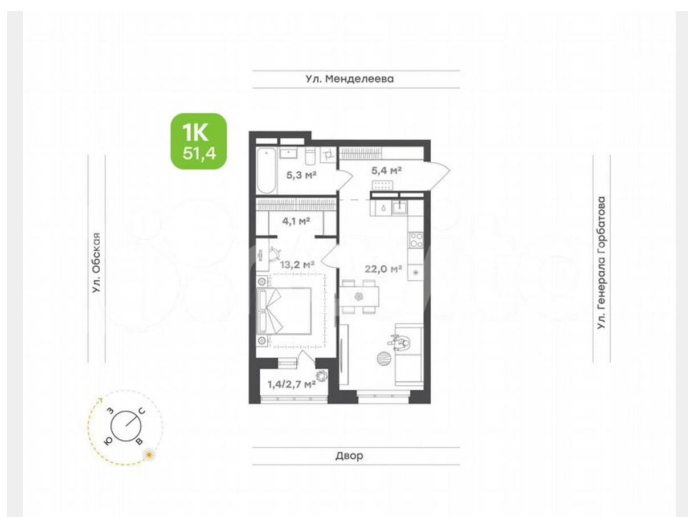 Ул. Менделеева
1К
51,4
5,3 м²
5,4 м²
4,1 м²
13,2 м²
22,0 м²
1,4/2,7 м²
Ул. Обская
Ул. Генерала Горбатова
З
С
Ю
В
Двор